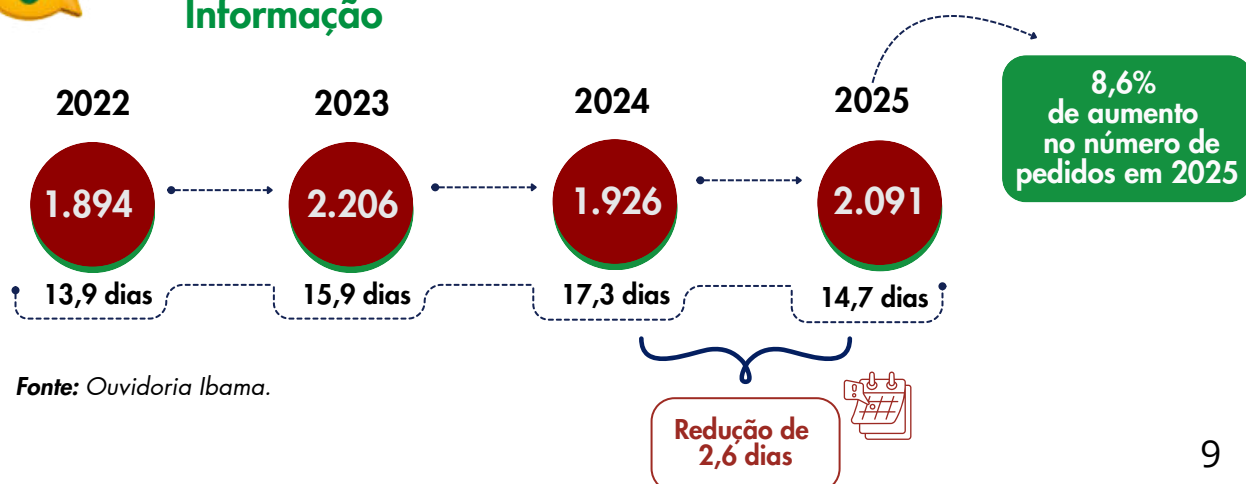 Informação
2022
2023
2024
2025
8,6%
de aumento
no número de
pedidos em 2025
1.894
2.206
1.926
2.091
13,9 dias
15,9 dias
17,3 dias
14,7 dias
Fonte: Ouvidoria Ibama.
Redução de
2,6 dias
9